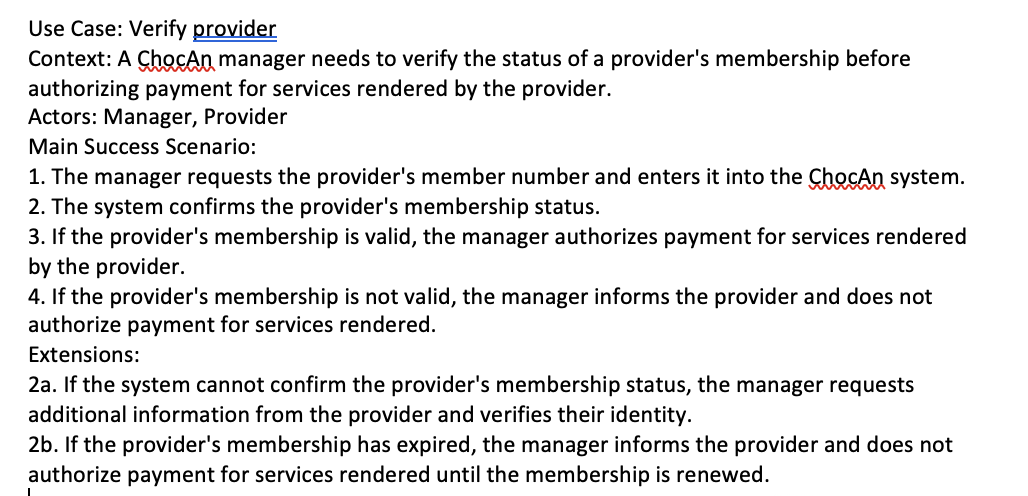 Use Case: Verify provider
Context: A ChocAn manager needs to verify the status of a provider's membership before
authorizing payment for services rendered by the provider.
Actors: Manager, Provider
Main Success Scenario:
1. The manager requests the provider's member number and enters it into the ChocAn system.
2. The system confirms the provider's membership status.
3. If the provider's membership is valid, the manager authorizes payment for services rendered
by the provider.
4. If the provider's membership is not valid, the manager informs the provider and does not
authorize payment for services rendered.
Extensions:
2a. If the system cannot confirm the provider's membership status, the manager requests
additional information from the provider and verifies their identity.
2b. If the provider's membership has expired, the manager informs the provider and does not
authorize payment for services rendered until the membership is renewed.